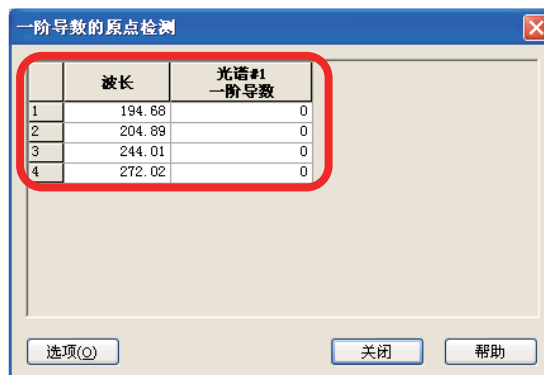 一阶导数的原点检测
波长 光谱#1
一阶导数
1 194.68 0
2 204.89 0
3 244.01 0
4 272.02 0
选项(O) 关闭 帮助